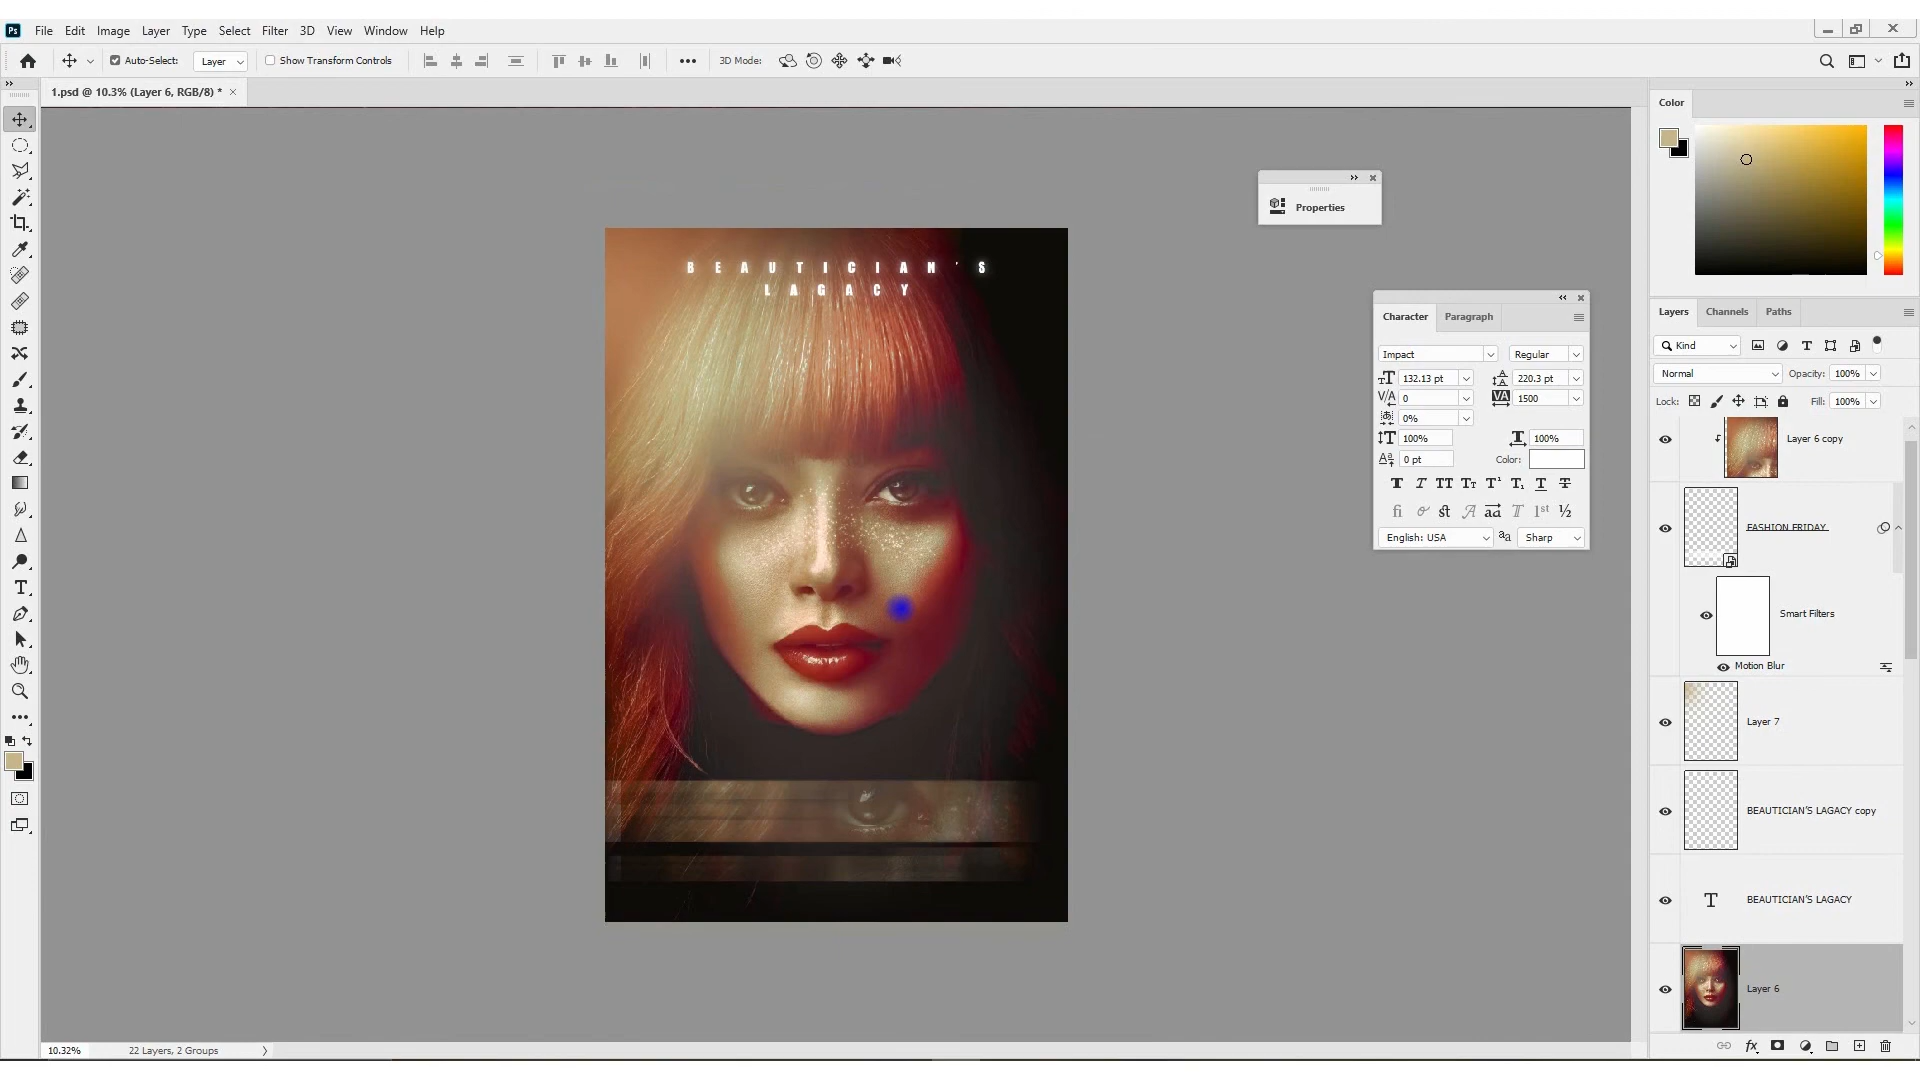 Ps File Edit Image Layer Type Select Filter 3D View Window Help
Auto-Select: Layer Show Transform Controls 3D Mode:
1.psd @ 10.3% (Layer 6, RGB/8) *
BEAUTICIAN'S
LAGACY
Properties
Character Paragraph
Impact Regular
132.13 pt 220.3 pt
0 1500
0%
100% 100%
0 pt Color:
English: USA Sharp
Color
Layers Channels Paths
Kind
Normal Opacity: 100%
Lock: Fill: 100%
Layer 6 copy
FASHION FRIDAY
Smart Filters
Motion Blur
Layer 7
BEAUTICIAN'S LAGACY copy
BEAUTICIAN'S LAGACY
Layer 6
10.32% 22 Layers, 2 Groups